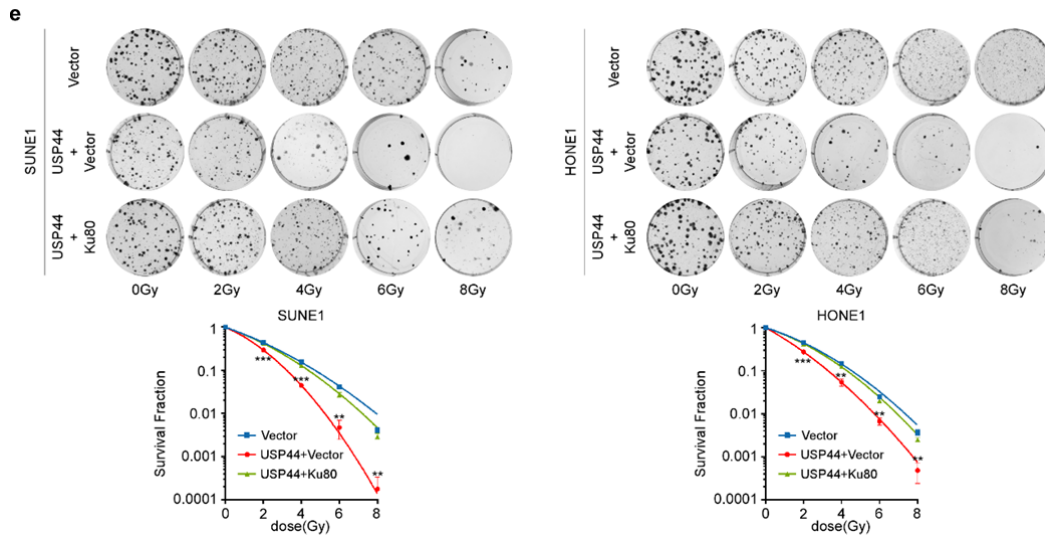 e
SUNE1
Vector
USP44
+
Vector
USP44
+
Ku80
0Gy 2Gy 4Gy 6Gy 8Gy
HONE1
Vector
USP44
+
Vector
USP44
+
Ku80
0Gy 2Gy 4Gy 6Gy 8Gy
SUNE1
Survival Fraction
1
0.1
0.01
0.001
0.0001
***
***
**
**
Vector
USP44+Vector
USP44+Ku80
0 2 4 6 8
dose(Gy)
HONE1
Survival Fraction
1
0.1
0.01
0.001
0.0001
***
**
**
**
Vector
USP44+Vector
USP44+Ku80
0 2 4 6 8
dose(Gy)